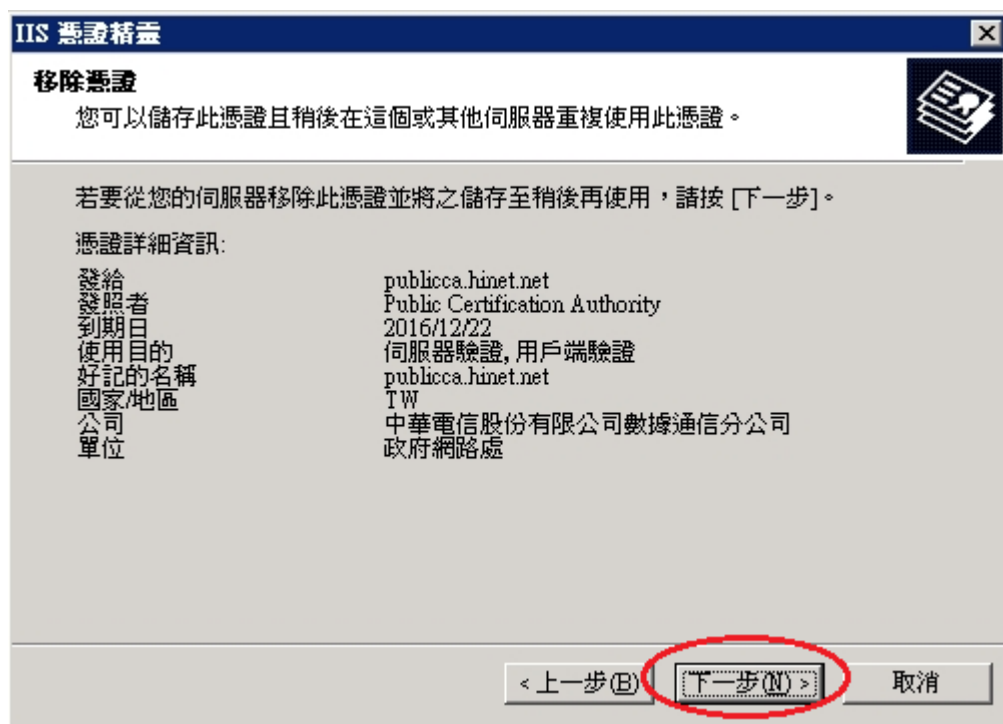 IIS 憑證精靈
移除憑證
您可以儲存此憑證且稍後在這個或其他伺服器重複使用此憑證。
若要從您的伺服器移除此憑證並將之儲存至稍後再使用，請按 [下一步]。
憑證詳細資訊:
發給 publicca.hinet.net
發照者 Public Certification Authority
到期日 2016/12/22
使用目的 伺服器驗證, 用戶端驗證
好記的名稱 publicca.hinet.net
國家/地區 TW
公司 中華電信股份有限公司數據通信分公司
單位 政府網路處
< 上一步(B) 下一步(N) > 取消